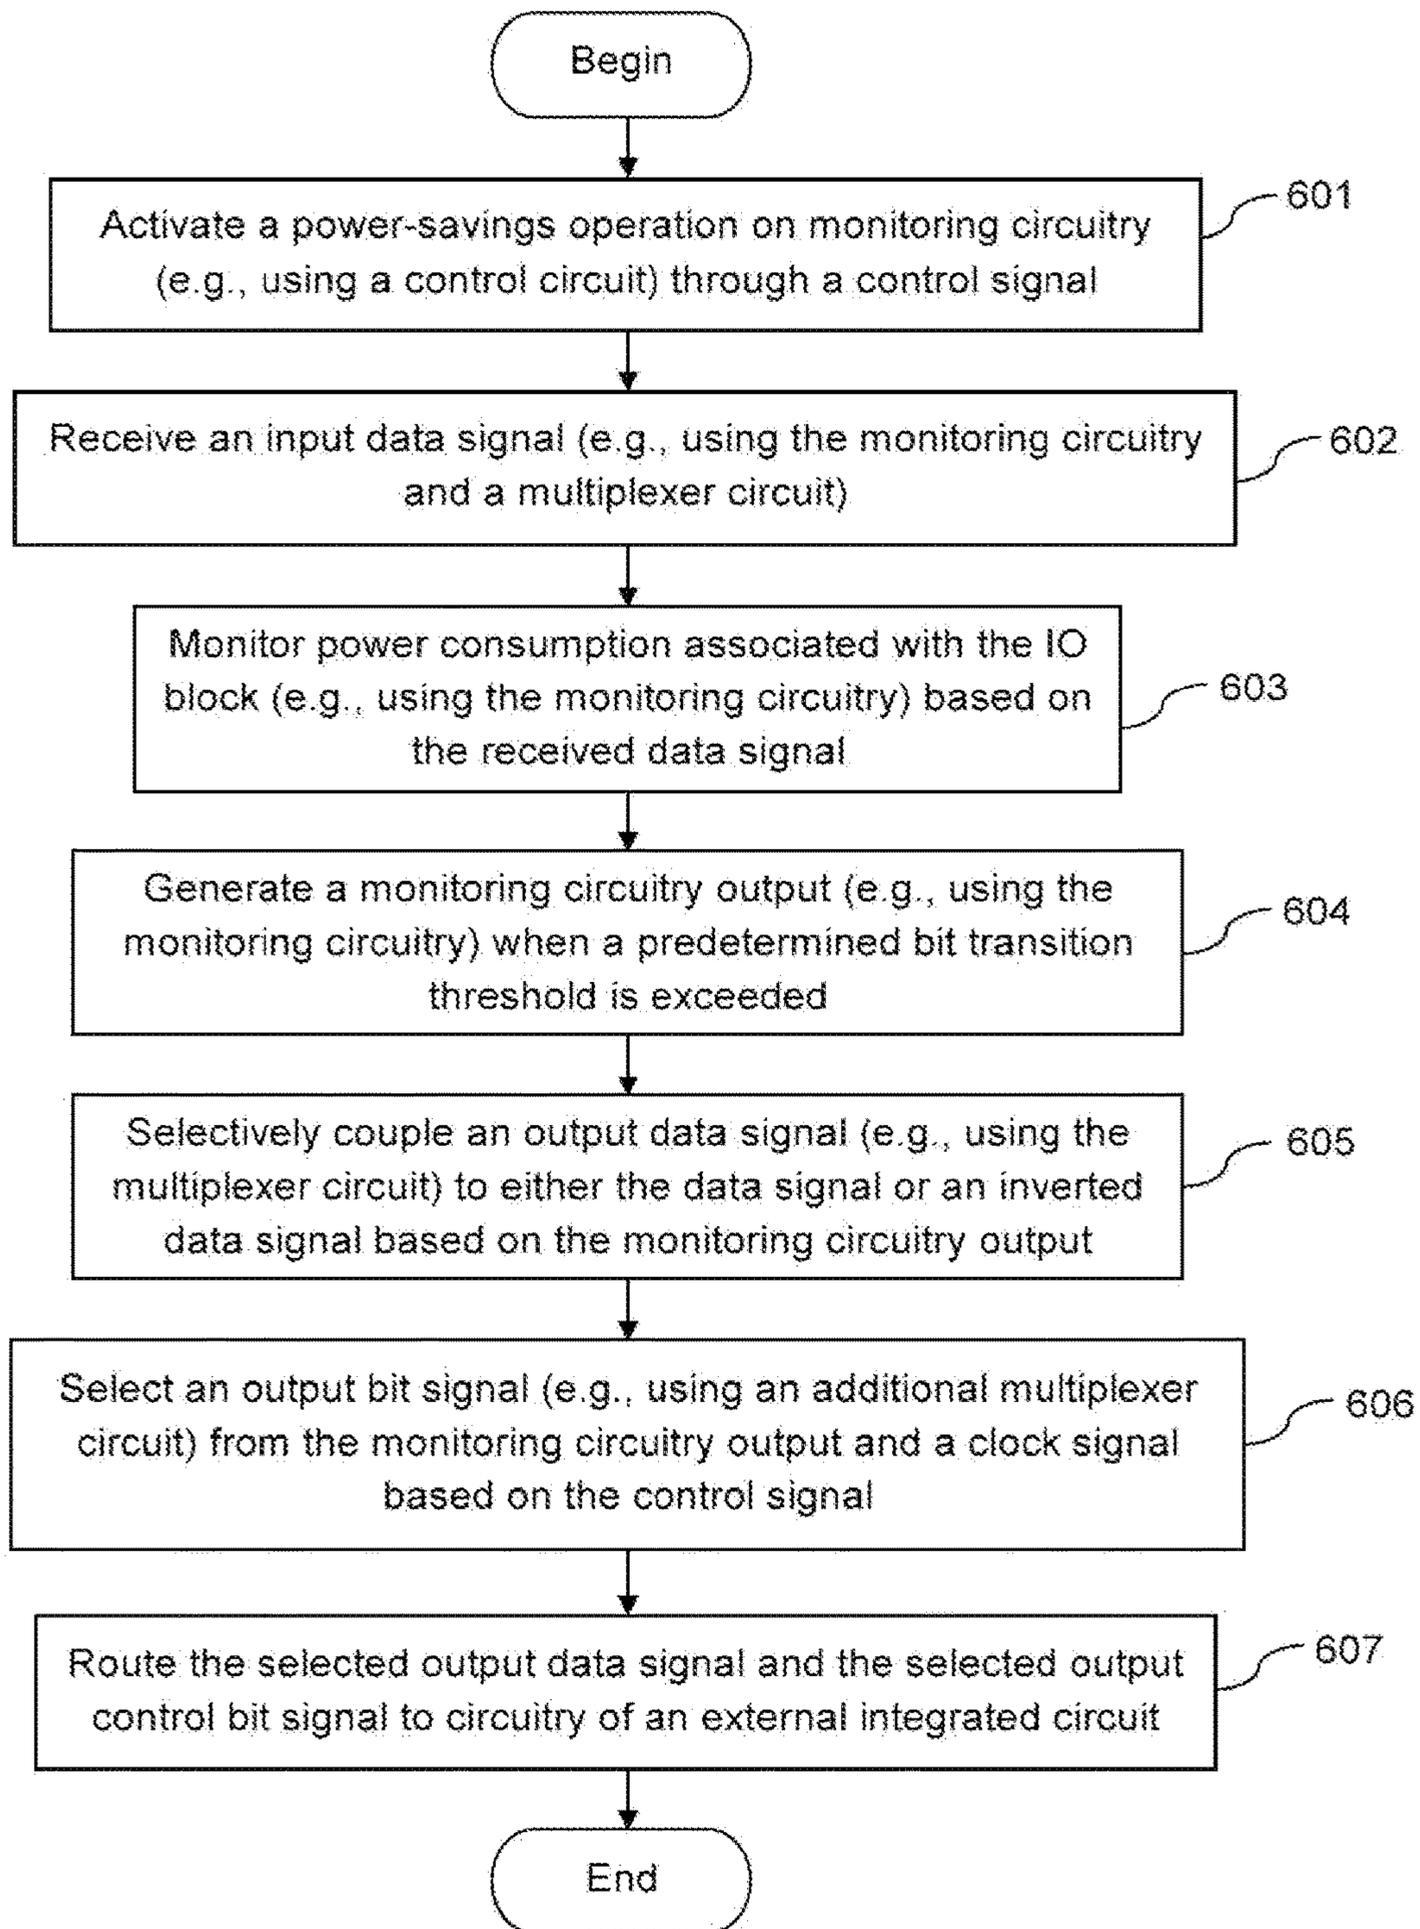 Begin
Activate a power-savings operation on monitoring circuitry
(e.g., using a control circuit) through a control signal
601
Receive an input data signal (e.g., using the monitoring circuitry
and a multiplexer circuit)
602
Monitor power consumption associated with the IO
block (e.g., using the monitoring circuitry) based on
the received data signal
603
Generate a monitoring circuitry output (e.g., using the
monitoring circuitry) when a predetermined bit transition
threshold is exceeded
604
Selectively couple an output data signal (e.g., using the
multiplexer circuit) to either the data signal or an inverted
data signal based on the monitoring circuitry output
605
Select an output bit signal (e.g., using an additional multiplexer
circuit) from the monitoring circuitry output and a clock signal
based on the control signal
606
Route the selected output data signal and the selected output
control bit signal to circuitry of an external integrated circuit
607
End